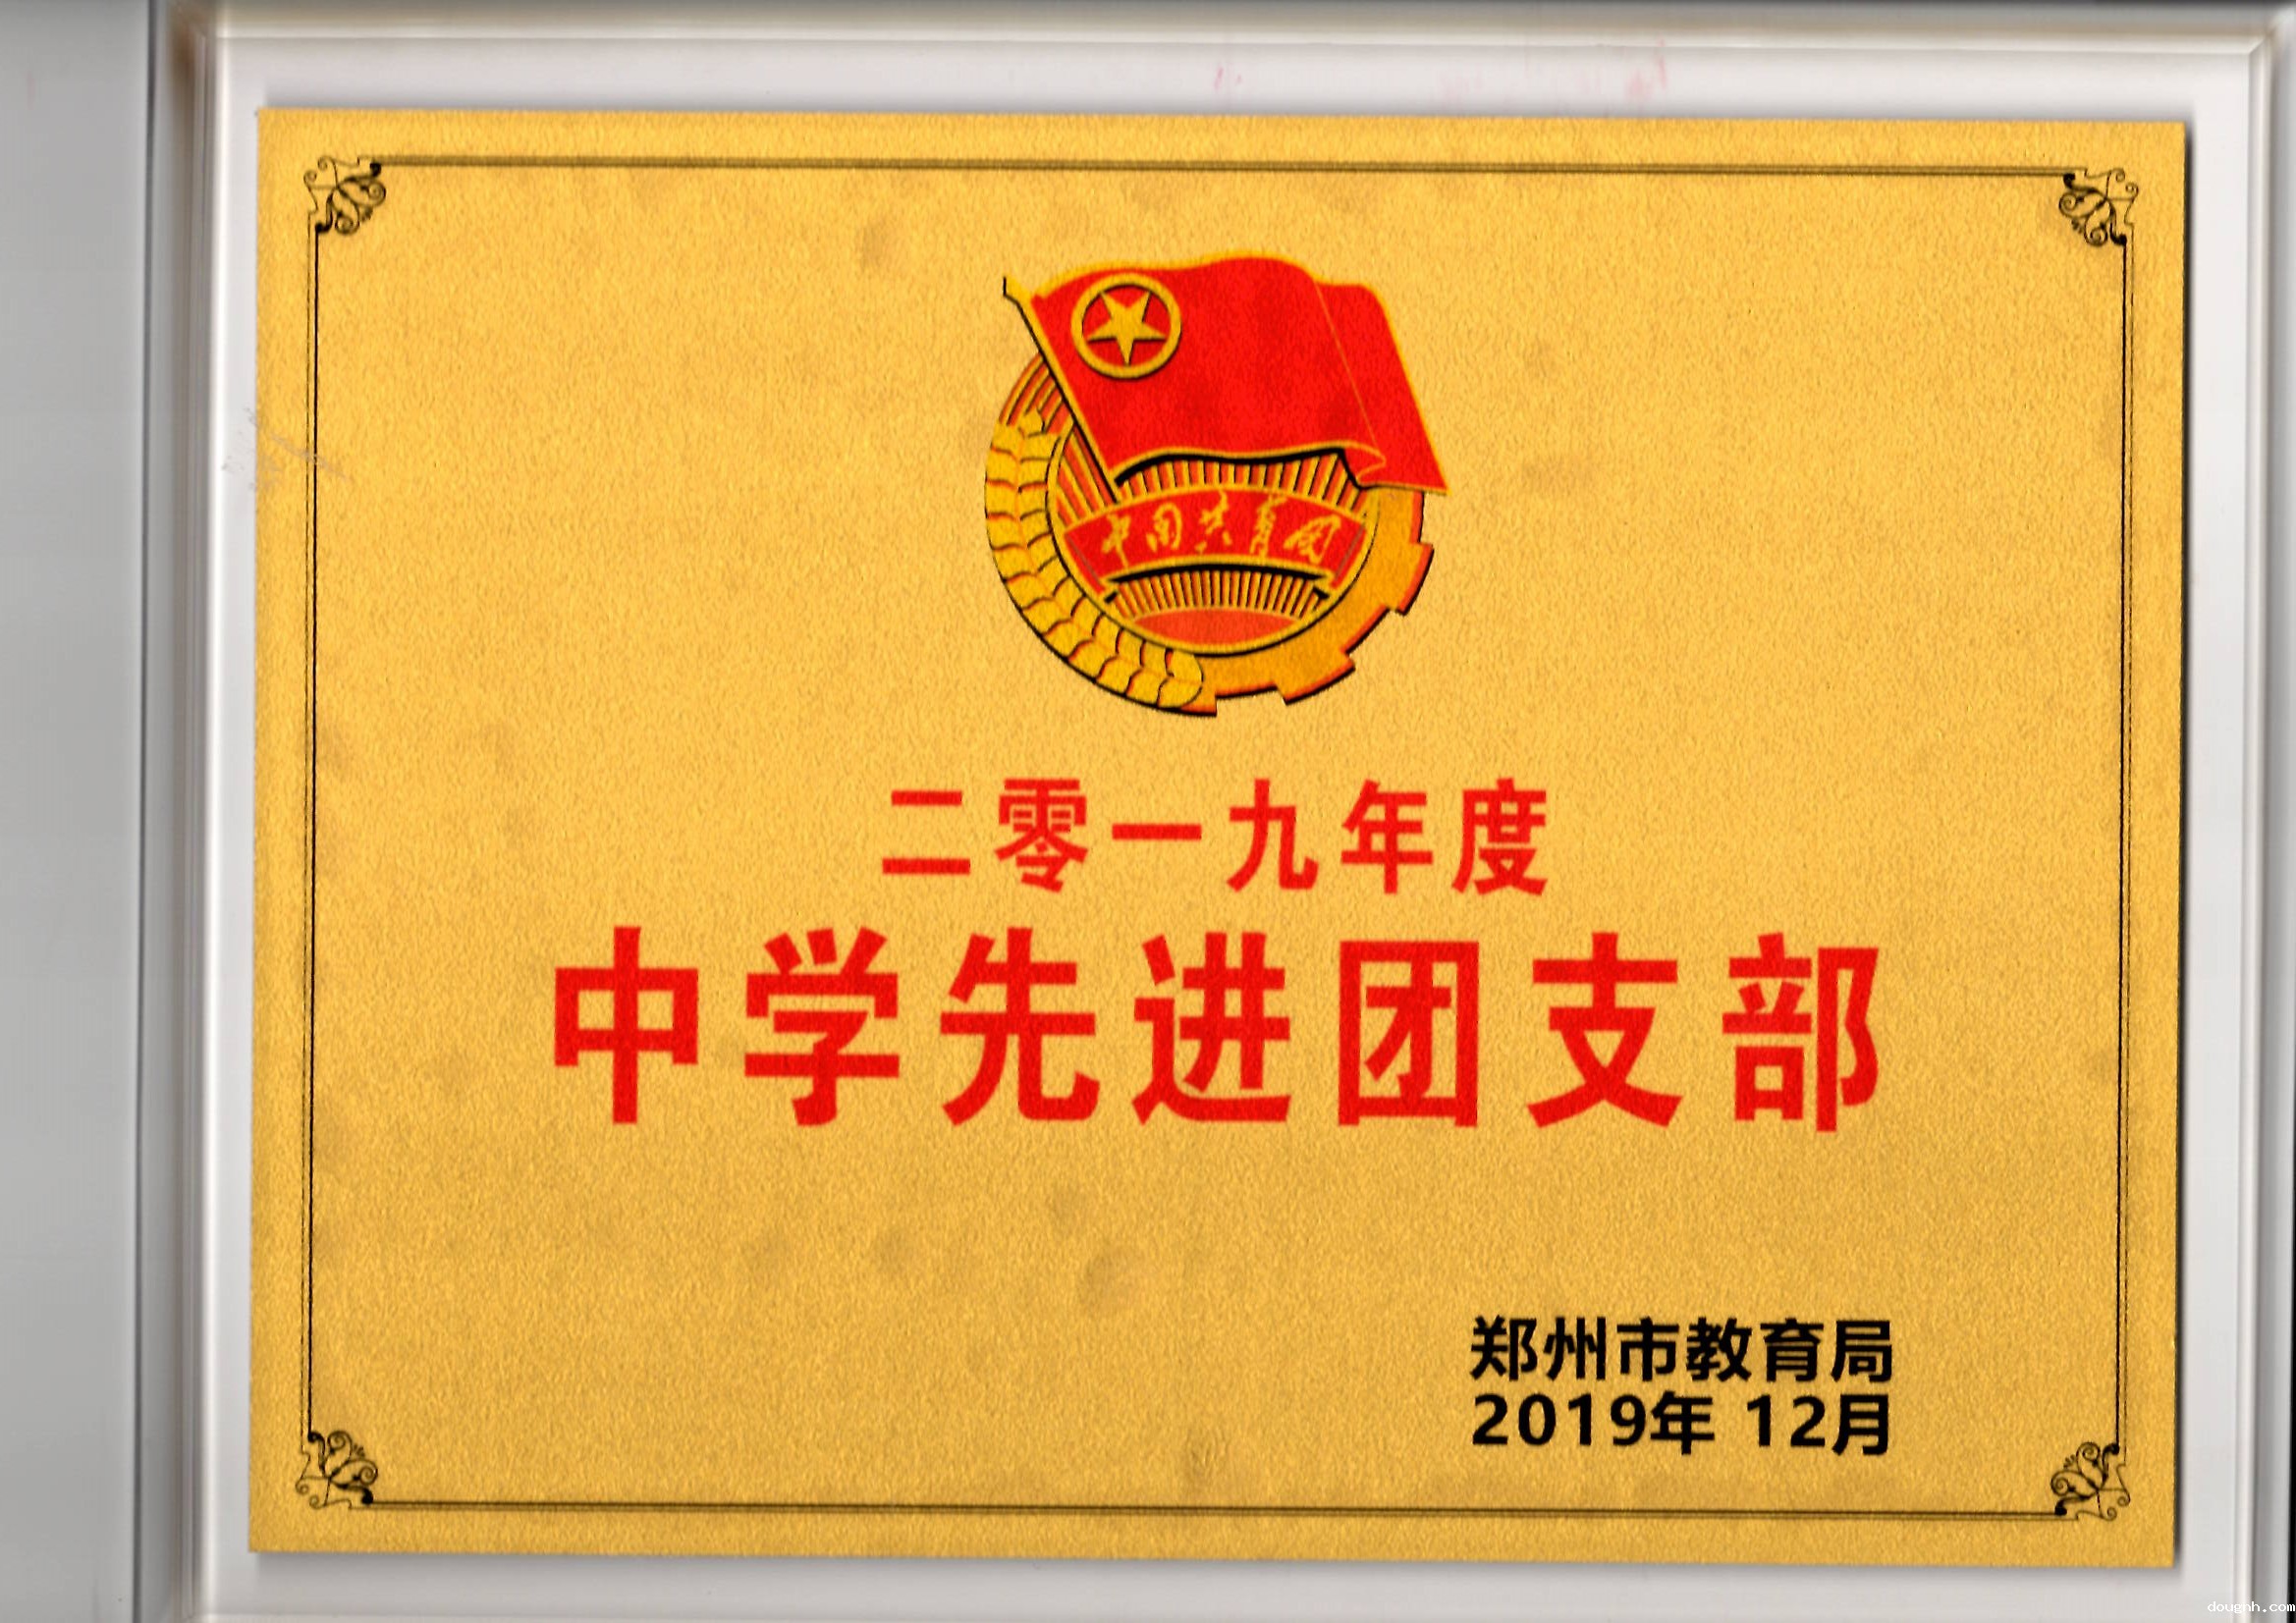 中国共青团
二零一九年度
中学先进团支部
郑州市教育局
2019年 12月
doughh.com